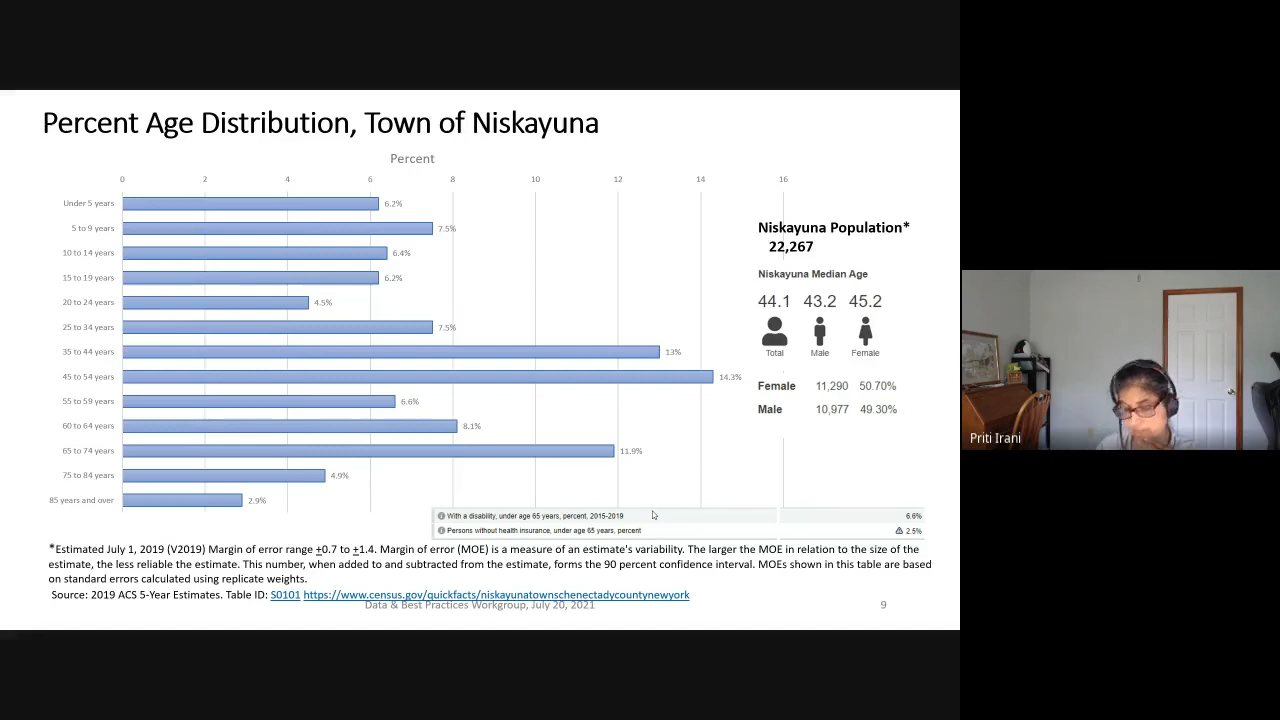 Percent Age Distribution, Town of Niskayuna
Percent
0 2 4 6 8 10 12 14 16
Under 5 years 6.2%
5 to 9 years 7.5%
10 to 14 years 6.4%
15 to 19 years 6.2%
20 to 24 years 4.5%
25 to 34 years 7.5%
35 to 44 years 13%
45 to 54 years 14.3%
55 to 59 years 6.6%
60 to 64 years 8.1%
65 to 74 years 11.9%
75 to 84 years 4.9%
85 years and over 2.9%
Niskayuna Population*
22,267
Niskayuna Median Age
44.1 43.2 45.2
Total Male Female
Female 11,290 50.70%
Male 10,977 49.30%
With a disability, under age 65 years, percent, 2015-2019 6.6%
Persons without health insurance, under age 65 years, percent 2.5%
*Estimated July 1, 2019 (V2019) Margin of error range +0.7 to +1.4. Margin of error (MOE) is a measure of an estimate's variability. The larger the MOE in relation to the size of the
estimate, the less reliable the estimate. This number, when added to and subtracted from the estimate, forms the 90 percent confidence interval. MOEs shown in this table are based
on standard errors calculated using replicate weights.
Source: 2019 ACS 5-Year Estimates. Table ID: S0101 https://www.census.gov/quickfacts/niskayunatownschenectadycountynewyork
Data & Best Practices Workgroup, July 20, 2021 9
Priti Irani